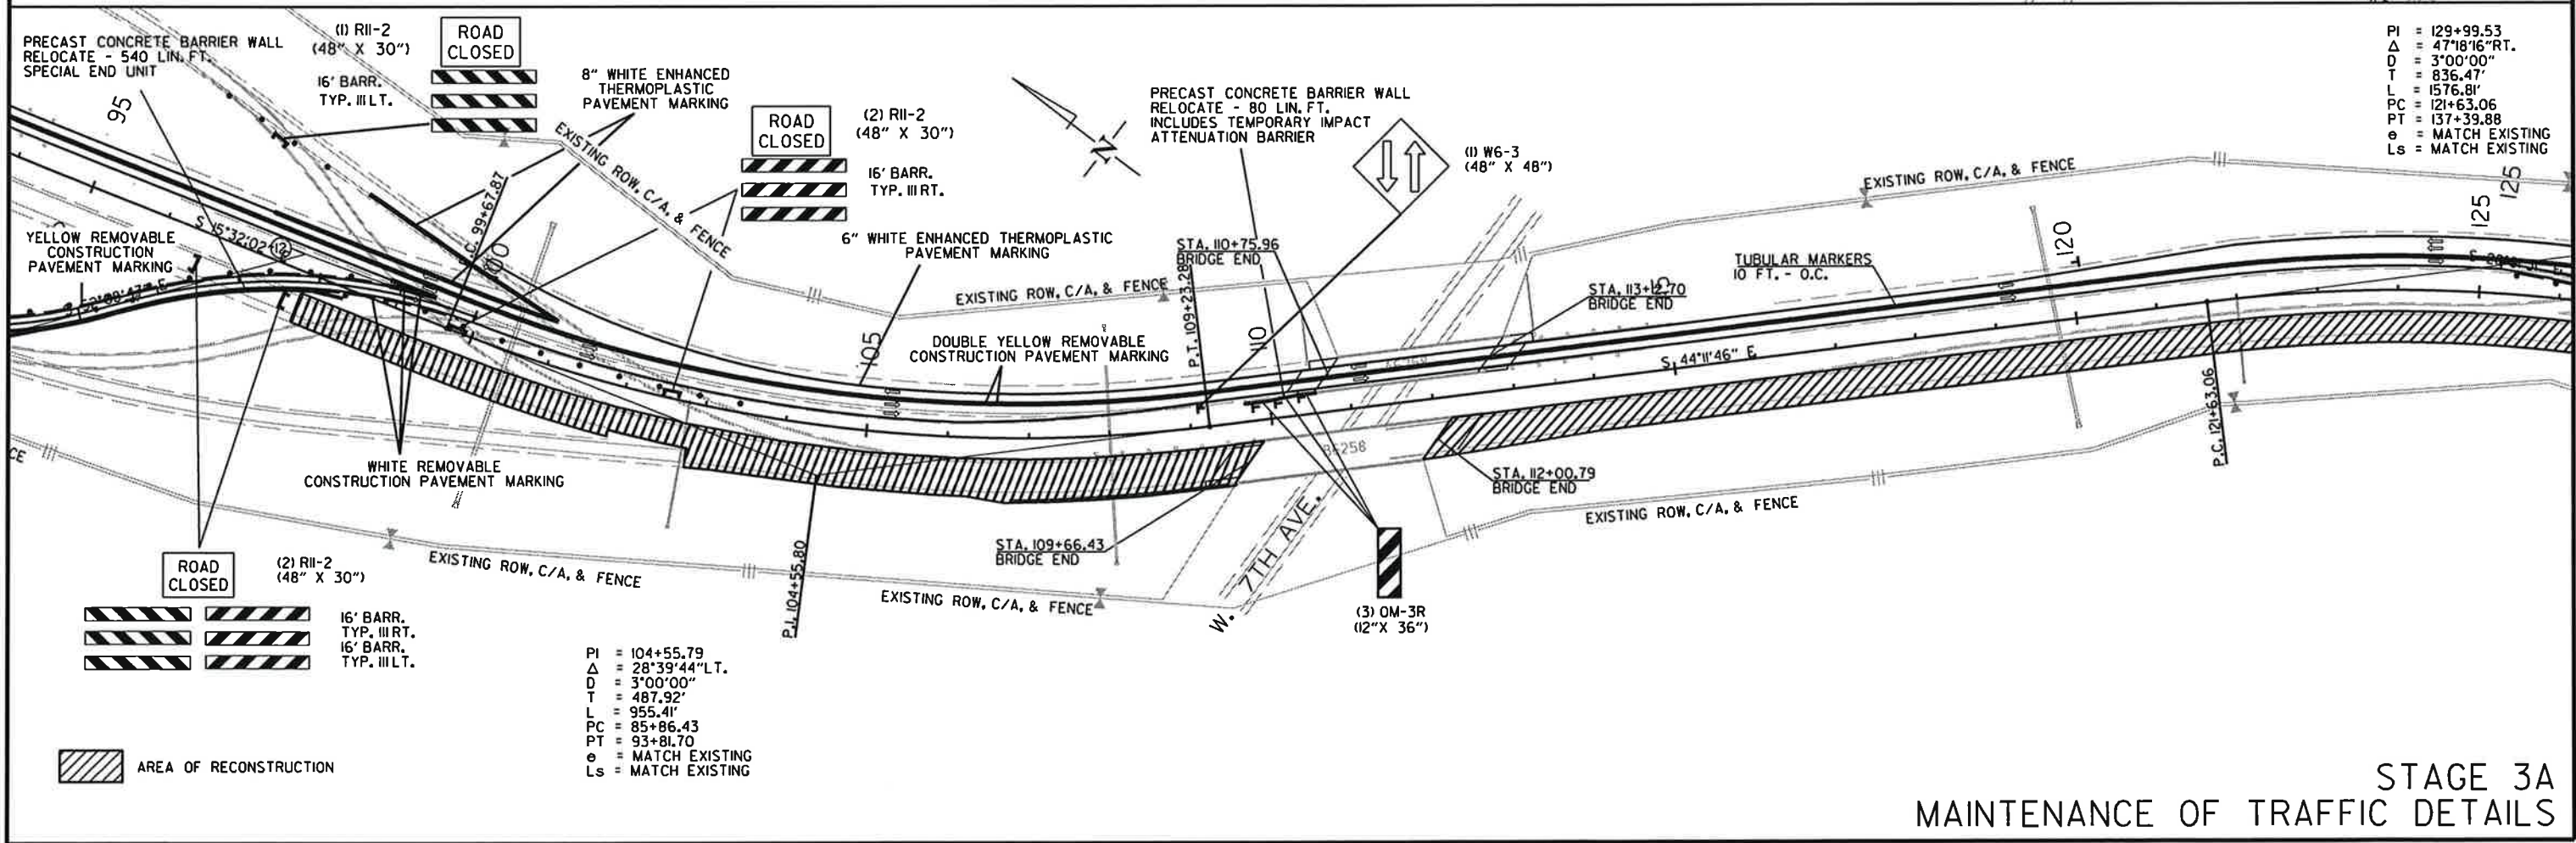 PRECAST CONCRETE BARRIER WALL
RELOCATE - 540 LIN. FT.
SPECIAL END UNIT
(1) R11-2
(48" X 30")
16' BARR.
TYP. III LT.
ROAD
CLOSED
8" WHITE ENHANCED
THERMOPLASTIC
PAVEMENT MARKING
ROAD
CLOSED
(2) R11-2
(48" X 30")
16' BARR.
TYP. III RT.
N
PRECAST CONCRETE BARRIER WALL
RELOCATE - 80 LIN. FT.
INCLUDES TEMPORARY IMPACT
ATTENUATION BARRIER
(1) W6-3
(48" X 48")
PI = 129+99.53
Δ = 47°18'16"RT.
D = 3°00'00"
T = 836.47'
L = 1576.81'
PC = 121+63.06
PT = 137+39.88
e = MATCH EXISTING
Ls = MATCH EXISTING
95
EXISTING ROW, C/A, & FENCE
P.C. 99+67.87
100
S 15°32'02"
12
YELLOW REMOVABLE
CONSTRUCTION
PAVEMENT MARKING
6" WHITE ENHANCED THERMOPLASTIC
PAVEMENT MARKING
EXISTING ROW, C/A, & FENCE
105
DOUBLE YELLOW REMOVABLE
CONSTRUCTION PAVEMENT MARKING
STA. 110+75.96
BRIDGE END
P.T. 109+23.28
110
STA. 113+12.70
BRIDGE END
EXISTING ROW, C/A, & FENCE
TUBULAR MARKERS
10 FT. - O.C.
120
125
125
S 44°11'46" E
P.C. 121+63.06
WHITE REMOVABLE
CONSTRUCTION PAVEMENT MARKING
STA. 112+00.79
BRIDGE END
EXISTING ROW, C/A, & FENCE
W. 7TH AVE.
STA. 109+66.43
BRIDGE END
P.I. 104+55.80
EXISTING ROW, C/A, & FENCE
EXISTING ROW, C/A, & FENCE
(3) OM-3R
(12"X 36")
ROAD
CLOSED
(2) R11-2
(48" X 30")
16' BARR.
TYP. III RT.
16' BARR.
TYP. III LT.
PI = 104+55.79
Δ = 28°39'44"LT.
D = 3°00'00"
T = 487.92'
L = 955.41'
PC = 85+86.43
PT = 93+81.70
e = MATCH EXISTING
Ls = MATCH EXISTING
AREA OF RECONSTRUCTION
STAGE 3A
MAINTENANCE OF TRAFFIC DETAILS